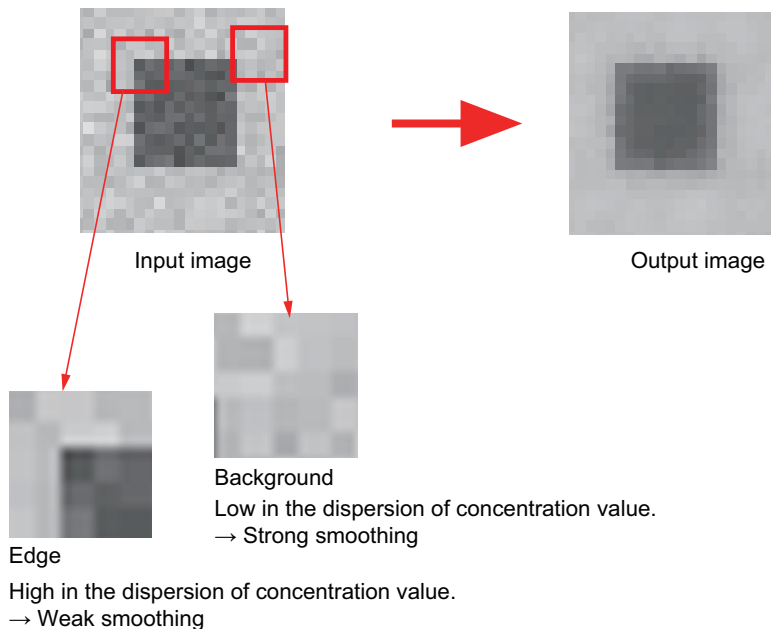 Input image
Output image
Background
Low in the dispersion of concentration value.
→ Strong smoothing
Edge
High in the dispersion of concentration value.
→ Weak smoothing